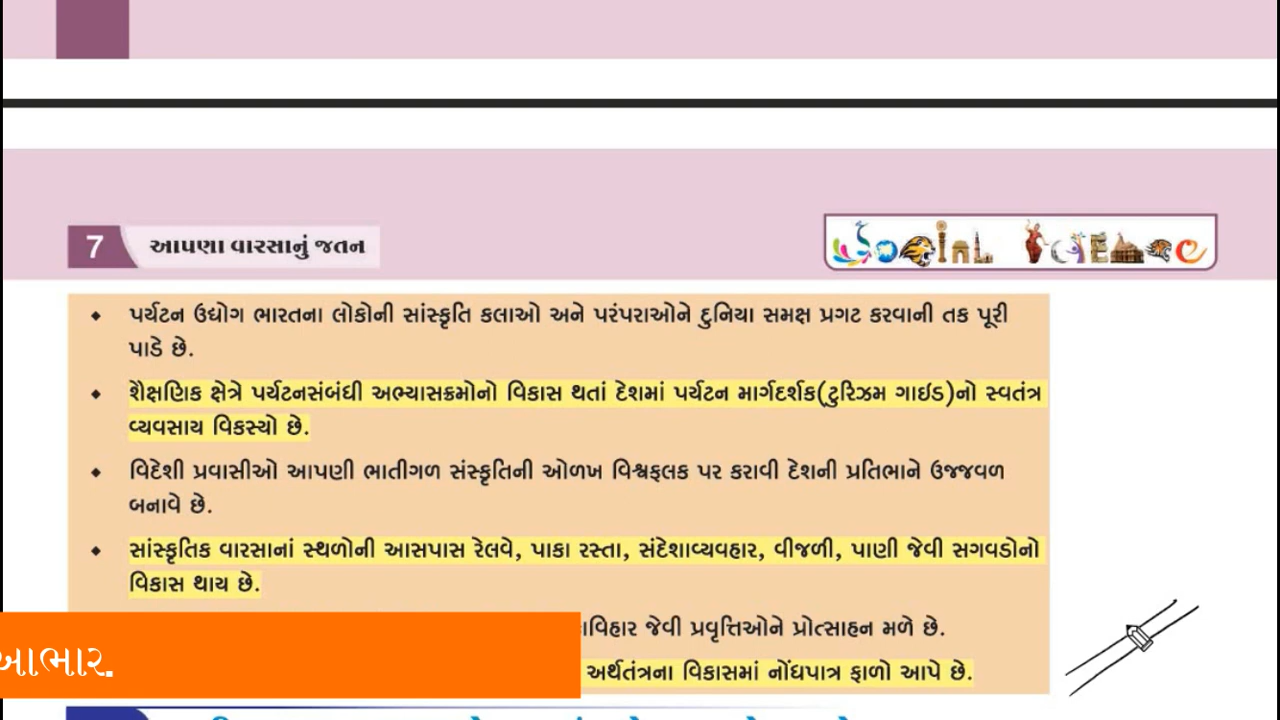 7 આપણા વારસાનું જતન
SOCIAL SCIENCE
◆ પર્યટન ઉદ્યોગ ભારતના લોકોની સાંસ્કૃતિ કલાઓ અને પરંપરાઓને દુનિયા સમક્ષ પ્રગટ કરવાની તક પૂરી
પાડે છે.
◆ શૈક્ષણિક ક્ષેત્રે પર્યટનસંબંધી અભ્યાસક્રમોનો વિકાસ થતાં દેશમાં પર્યટન માર્ગદર્શક(ટુરિઝમ ગાઇડ)નો સ્વતંત્ર
વ્યવસાય વિકસ્યો છે.
◆ વિદેશી પ્રવાસીઓ આપણી ભાતીગળ સંસ્કૃતિની ઓળખ વિશ્વફલક પર કરાવી દેશની પ્રતિભાને ઉજ્જવળ
બનાવે છે.
◆ સાંસ્કૃતિક વારસાનાં સ્થળોની આસપાસ રેલવે, પાકા રસ્તા, સંદેશાવ્યવહાર, વીજળી, પાણી જેવી સગવડોનો
વિકાસ થાય છે.
જેવી પ્રવૃત્તિઓને પ્રોત્સાહન મળે છે.
અર્થતંત્રના વિકાસમાં નોંધપાત્ર ફાળો આપે છે.
આભાર.